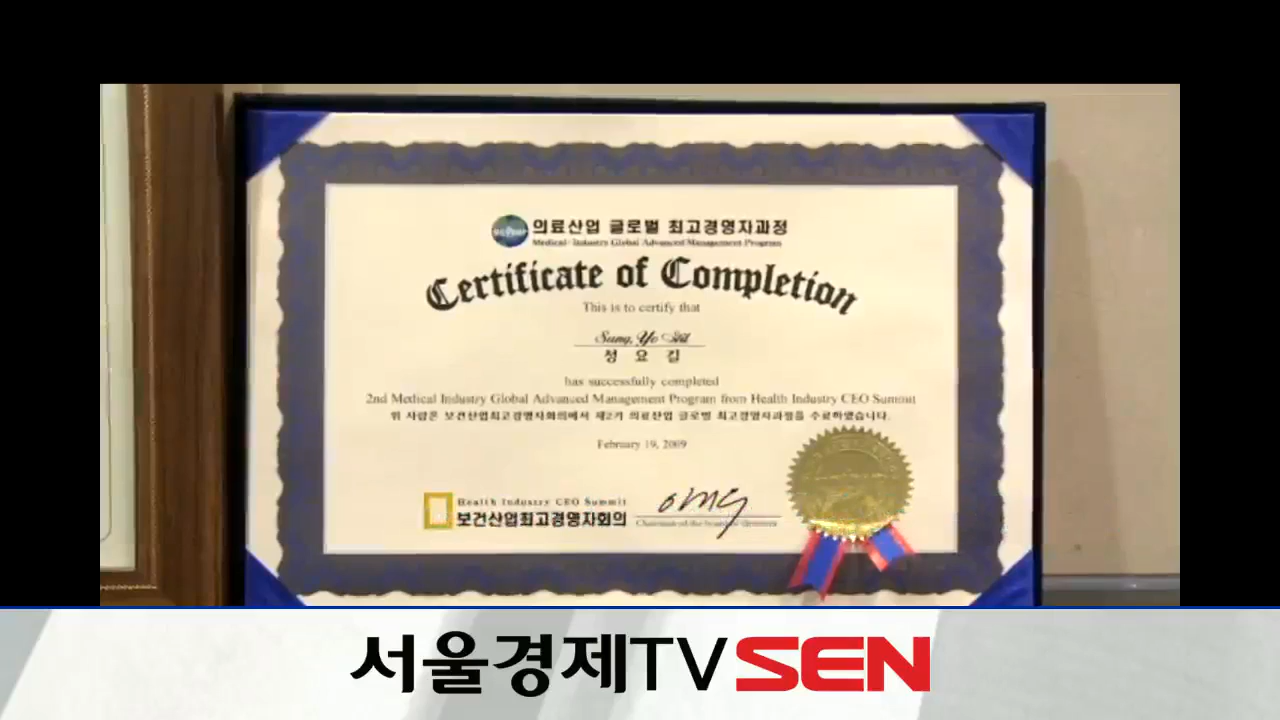 의료산업 글로벌 최고경영자과정
Medical Industry Global Advanced Management Program
Certificate of Completion
This is to certify that
Sung, Yo
성 요 길
has successfully completed
2nd Medical Industry Global Advanced Management Program from Health Industry CEO Summit
위 사람은 보건산업최고경영자회의에서 제2기 의료산업 글로벌 최고경영자과정을 수료하였습니다.
February 19, 2009
Health Industry CEO Summit
보건산업최고경영자회의
Chairman of the board of directors
서울경제TV SEN